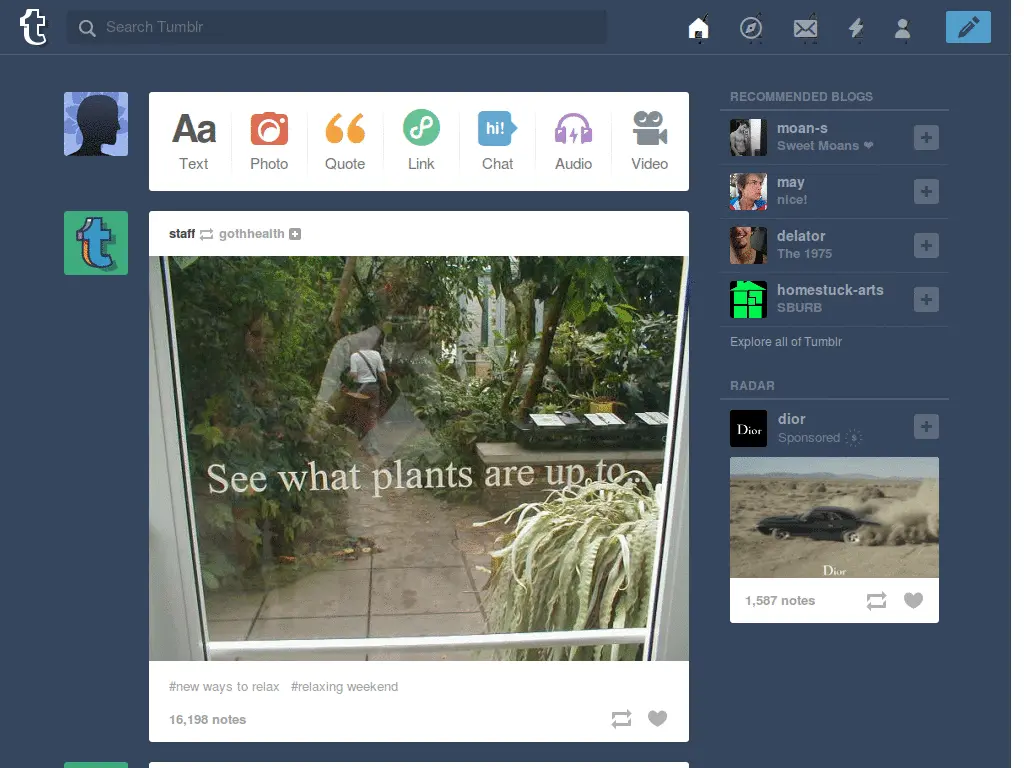 t Search Tumblr
Aa
Text
Photo
Quote
Link
hi!
Chat
Audio
Video
staff gothhealth
See what plants are up to...
#new ways to relax #relaxing weekend
16,198 notes
RECOMMENDED BLOGS
moan-s
Sweet Moans ❤
may
nice!
delator
The 1975
homestuck-arts
SBURB
Explore all of Tumblr
RADAR
Dior
dior
Sponsored $
Dior
1,587 notes